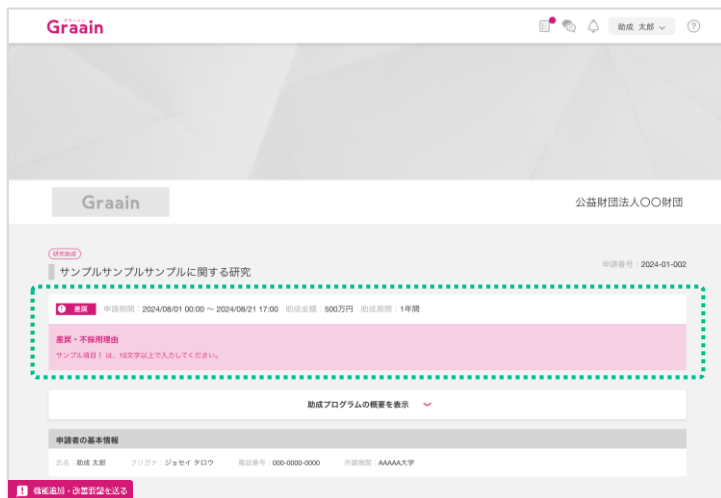 グラーイン
Graain
助成 太郎
?
Graain
公益財団法人〇〇財団
研究助成
申請番号：2024-01-002
サンプルサンプルサンプルに関する研究
! 差戻 申請期間：2024/08/01 00:00 ～ 2024/08/21 17:00 助成金額：500万円 助成期間：1年間
差戻・不採用理由
サンプル項目1 は、10文字以上で入力してください。
助成プログラムの概要を表示
申請者の基本情報
氏名：助成 太郎 フリガナ：ジョセイ タロウ 電話番号：000-0000-0000 所属機関：AAAAA大学
! 機能追加・改善要望を送る